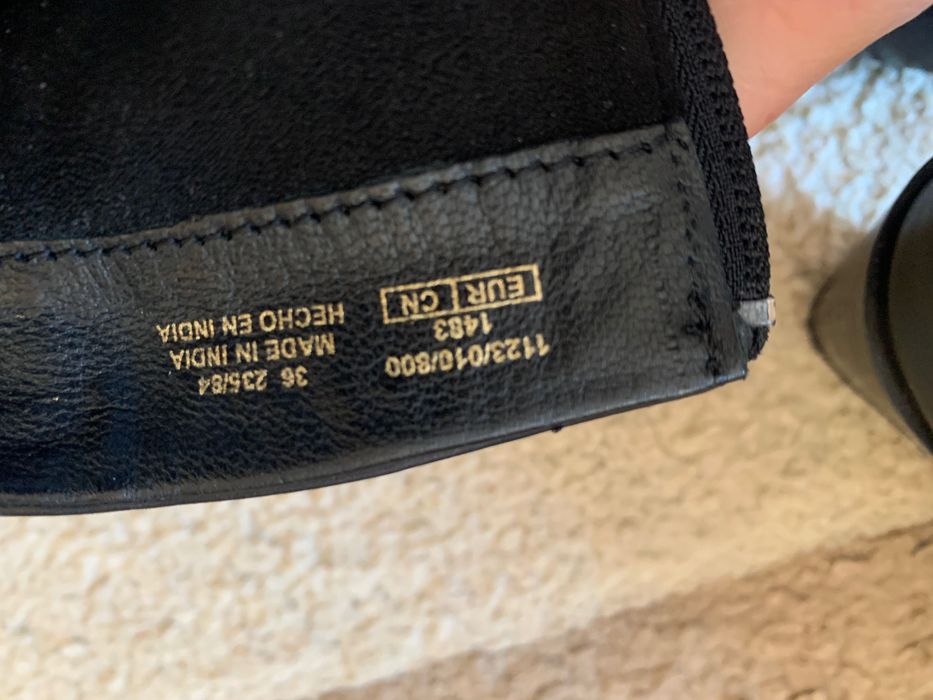 1123/010/800
1483
EUR CN
36 235/84
MADE IN INDIA
HECHO EN INDIA